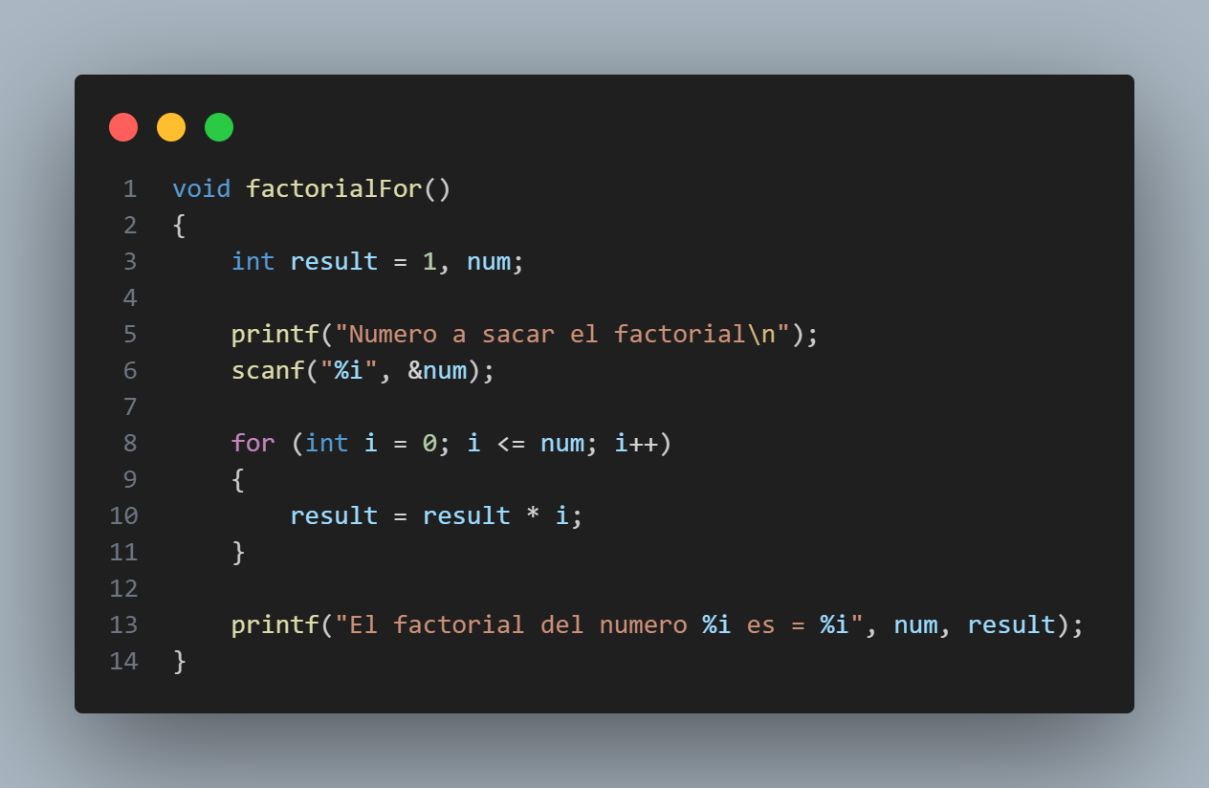 1 void factorialFor()
2 {
3     int result = 1, num;
4
5     printf("Numero a sacar el factorial\n");
6     scanf("%i", &num);
7
8     for (int i = 0; i <= num; i++)
9     {
10         result = result * i;
11     }
12
13     printf("El factorial del numero %i es = %i", num, result);
14 }